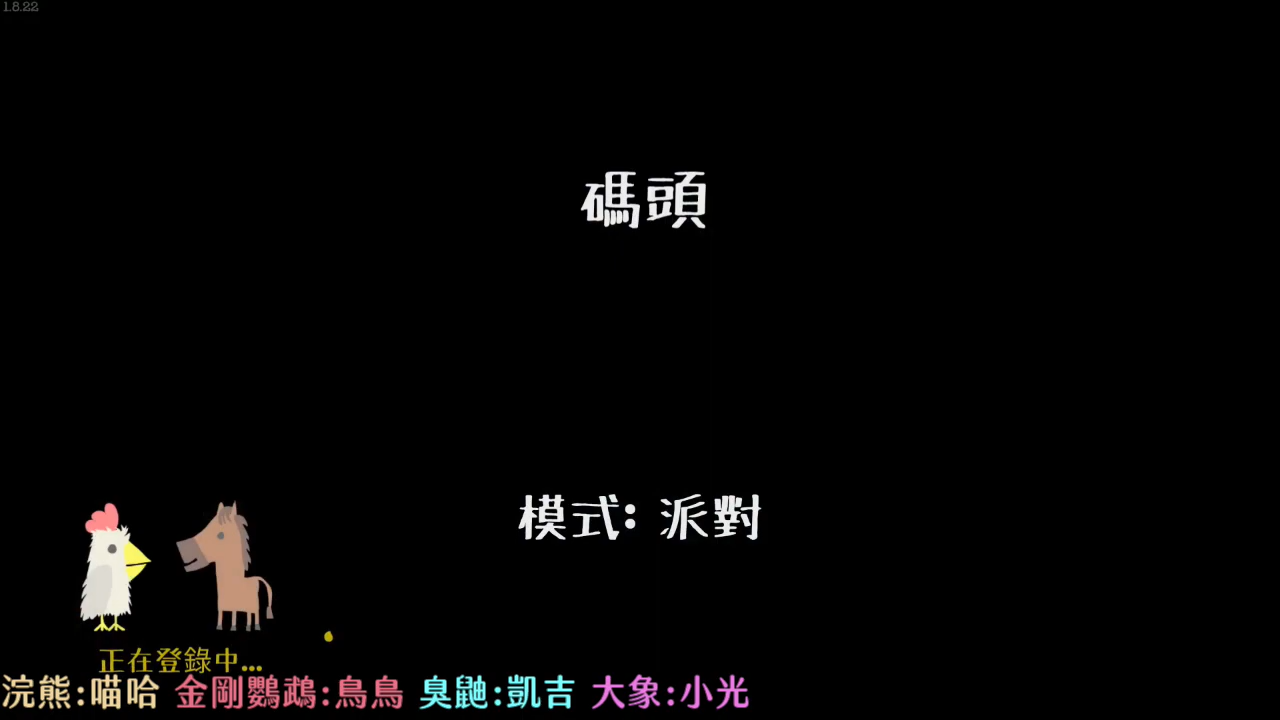 1.8.22
碼頭
模式: 派對
正在登錄中...
浣熊:喵哈 金剛鸚鵡:鳥鳥 臭鼬:凱吉 大象:小光